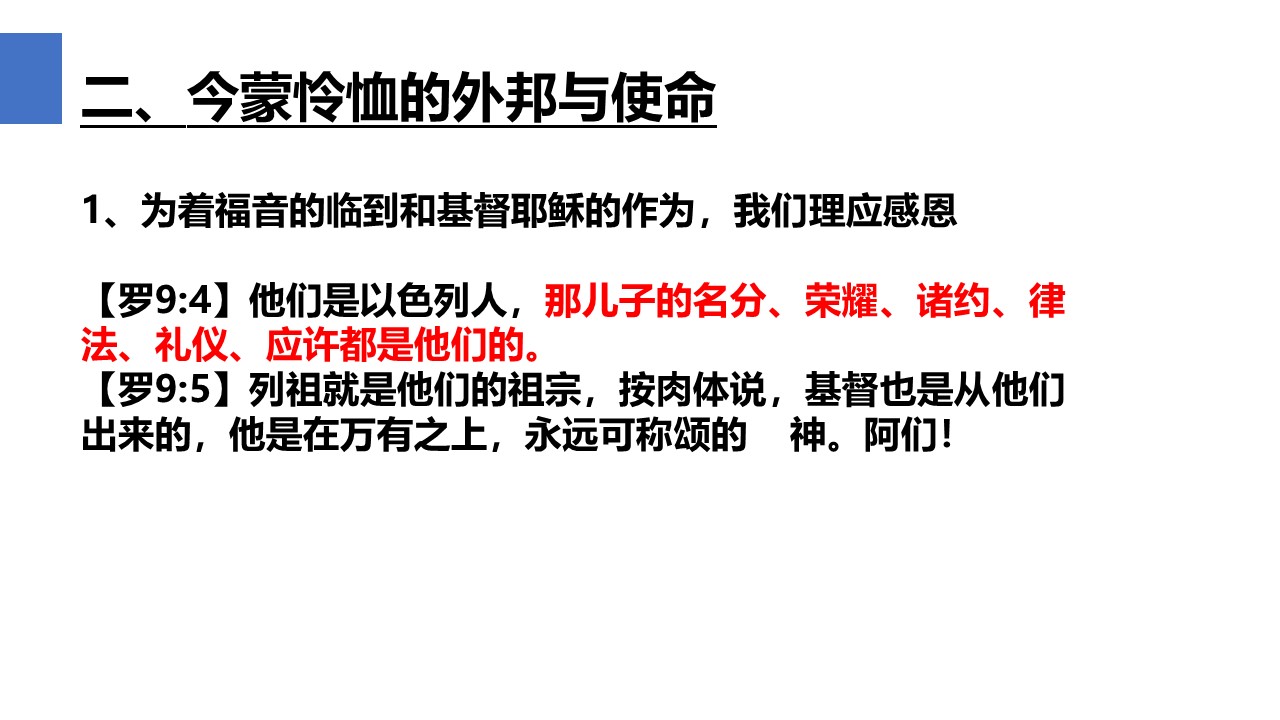 二、今蒙怜恤的外邦与使命
1、为着福音的临到和基督耶稣的作为，我们理应感恩
【罗9:4】他们是以色列人，那儿子的名分、荣耀、诸约、律
法、礼仪、应许都是他们的。
【罗9:5】列祖就是他们的祖宗，按肉体说，基督也是从他们
出来的，他是在万有之上，永远可称颂的　神。阿们！